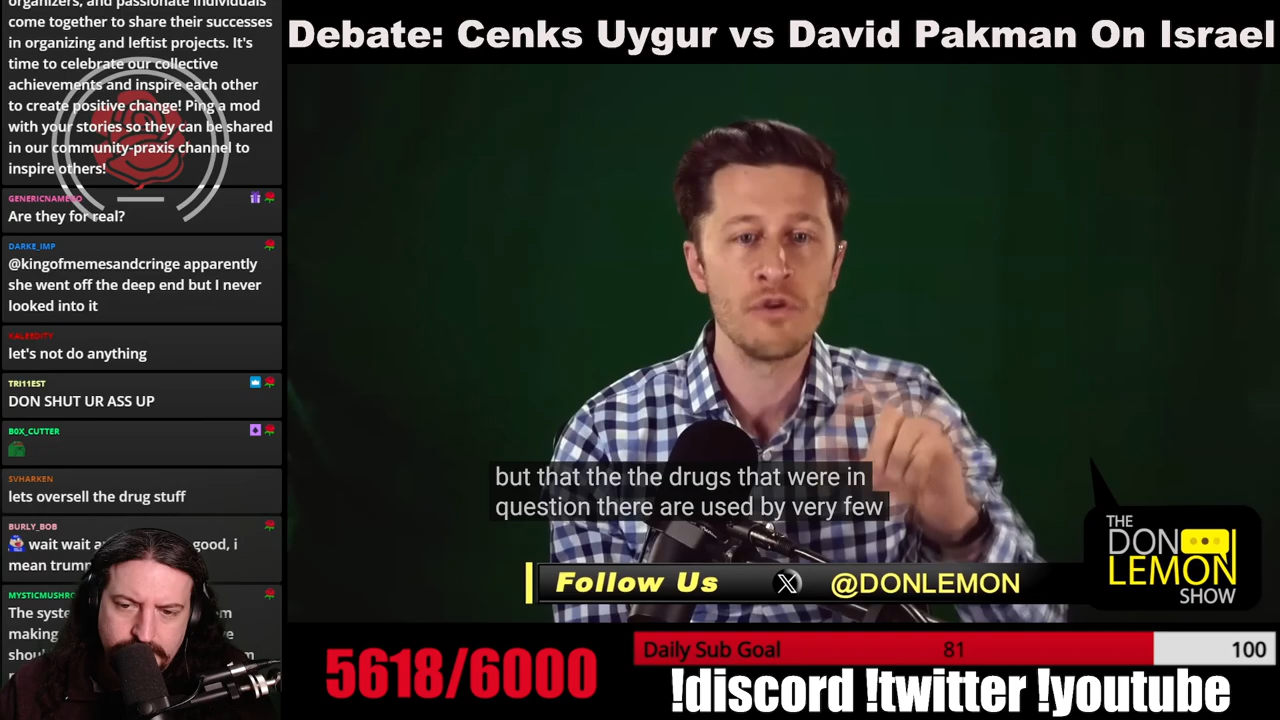 organizers, and passionate individuals
come together to share their successes
in organizing and leftist projects. It's
time to celebrate our collective
achievements and inspire each other
to create positive change! Ping a mod
with your stories so they can be shared
in our community-praxis channel to
inspire others!
Are they for real?
DARKE_IMP
@kingofmemesandcringe apparently
she went off the deep end but I never
looked into it
KALEBDITY
let's not do anything
TRI11EST
DON SHUT UR ASS UP
B0X_CUTTER
SVHARKEN
lets oversell the drug stuff
BURLY_BOB
wait wait good, i
mean trump
The
making
Debate: Cenks Uygur vs David Pakman On Israel
but that the the drugs that were in
question there are used by very few
Follow Us X @DONLEMON
THE
DON
LEMON
SHOW
5618/6000
Daily Sub Goal 81 100
!discord !twitter !youtube